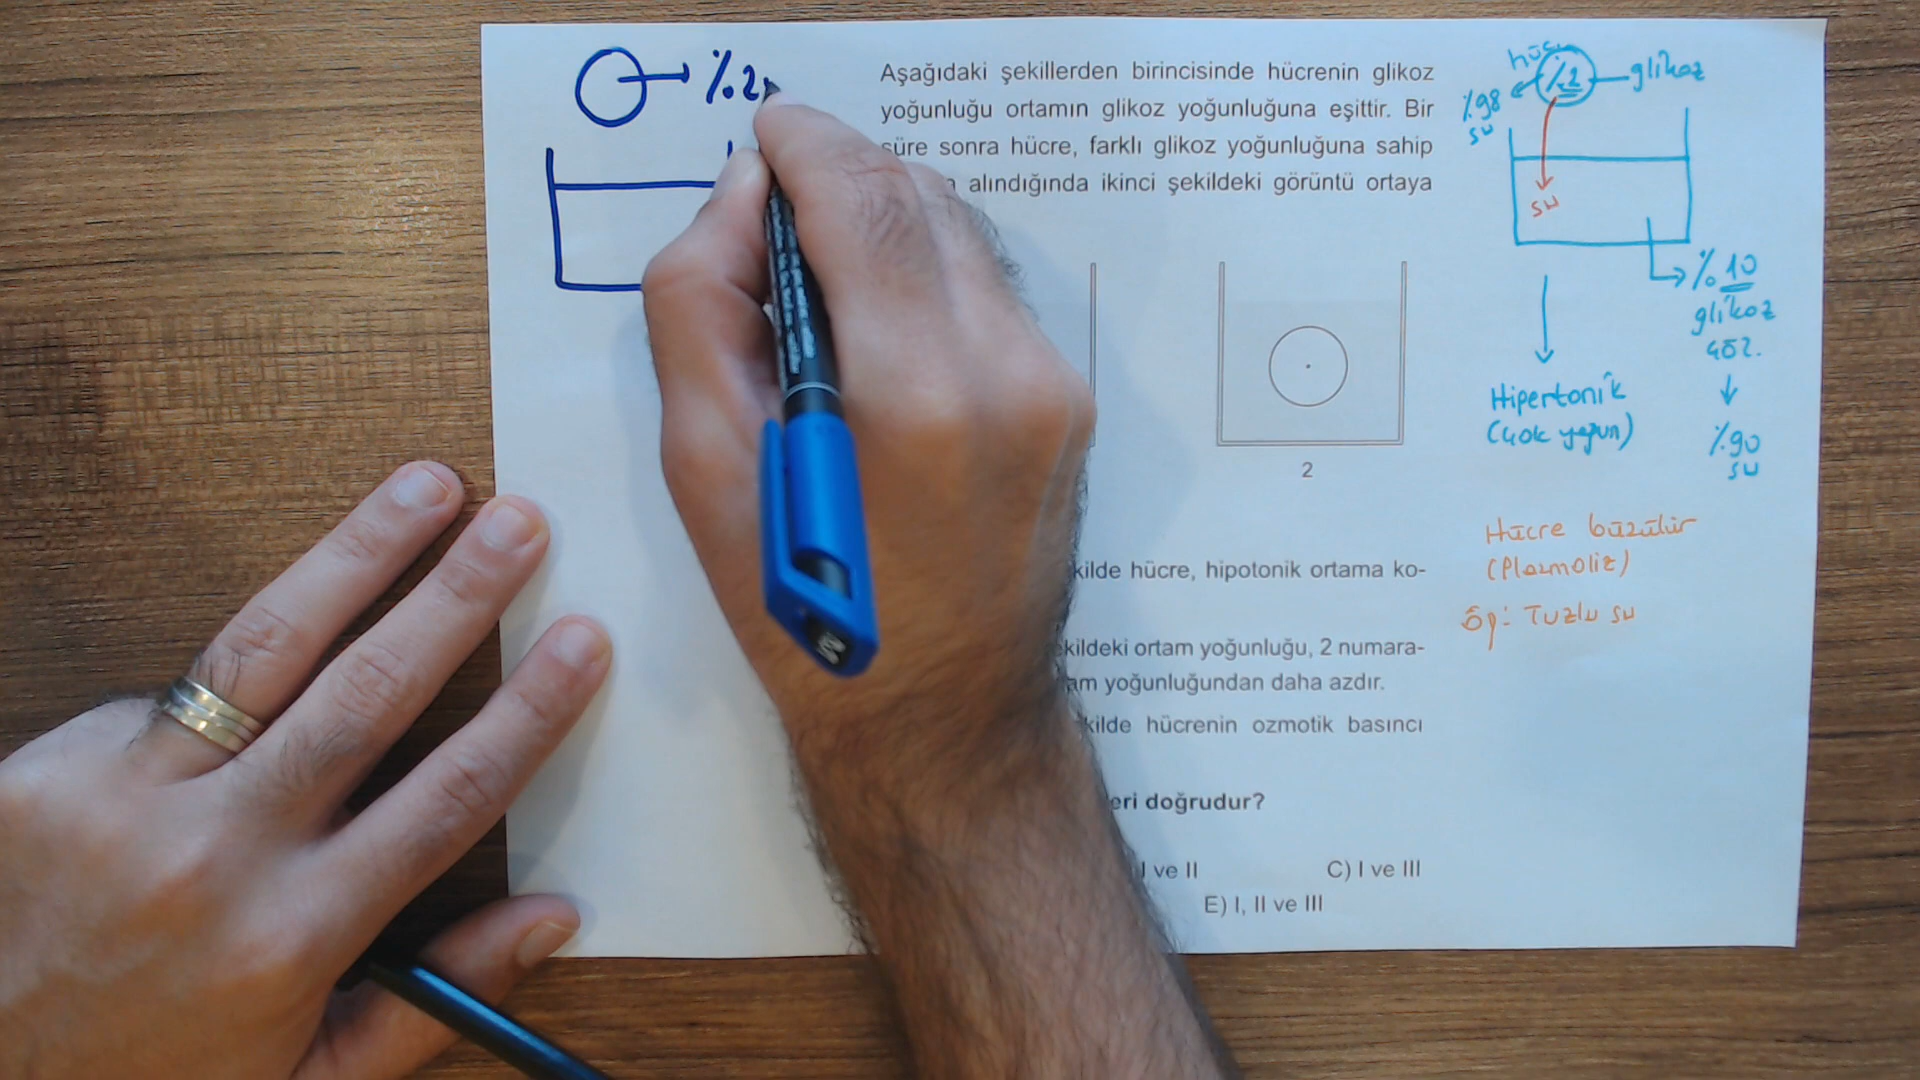 %2
Aşağıdaki şekillerden birincisinde hücrenin glikoz
yoğunluğu ortamın glikoz yoğunluğuna eşittir. Bir
süre sonra hücre, farklı glikoz yoğunluğuna sahip
alındığında ikinci şekildeki görüntü ortaya
2
kilde hücre, hipotonik ortama ko-
kildeki ortam yoğunluğu, 2 numara-
am yoğunluğundan daha azdır.
kilde hücrenin ozmotik basıncı
eri doğrudur?
I ve II
C) I ve III
E) I, II ve III
%2
glikoz
%98
su
su
%10
glikoz
çöz.
%90
su
Hipertonik
(çok yoğun)
Hücre büzülür
(Plazmoliz)
Ög: Tuzlu su